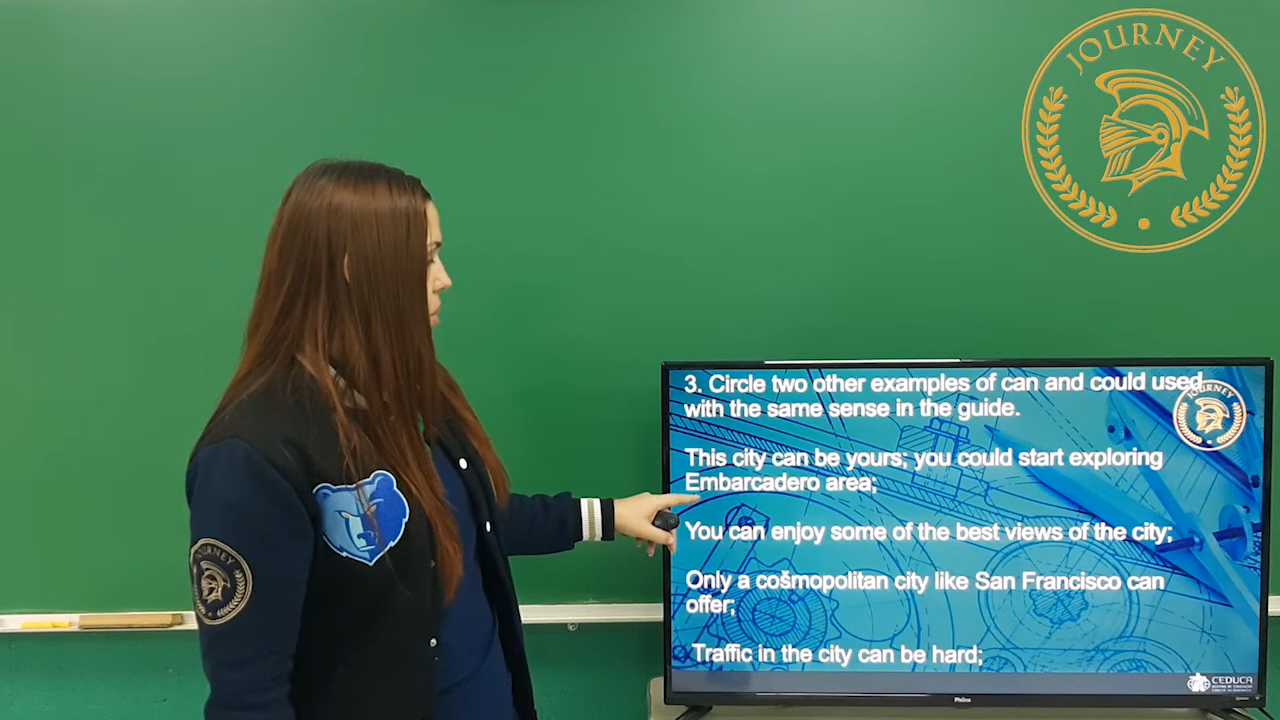 JOURNEY
3. Circle two other examples of can and could used
with the same sense in the guide.
JOURNEY
This city can be yours; you could start exploring
Embarcadero area;
You can enjoy some of the best views of the city;
Only a cosmopolitan city like San Francisco can
offer;
Traffic in the city can be hard;
JOURNEY
CEDUCA
Philco